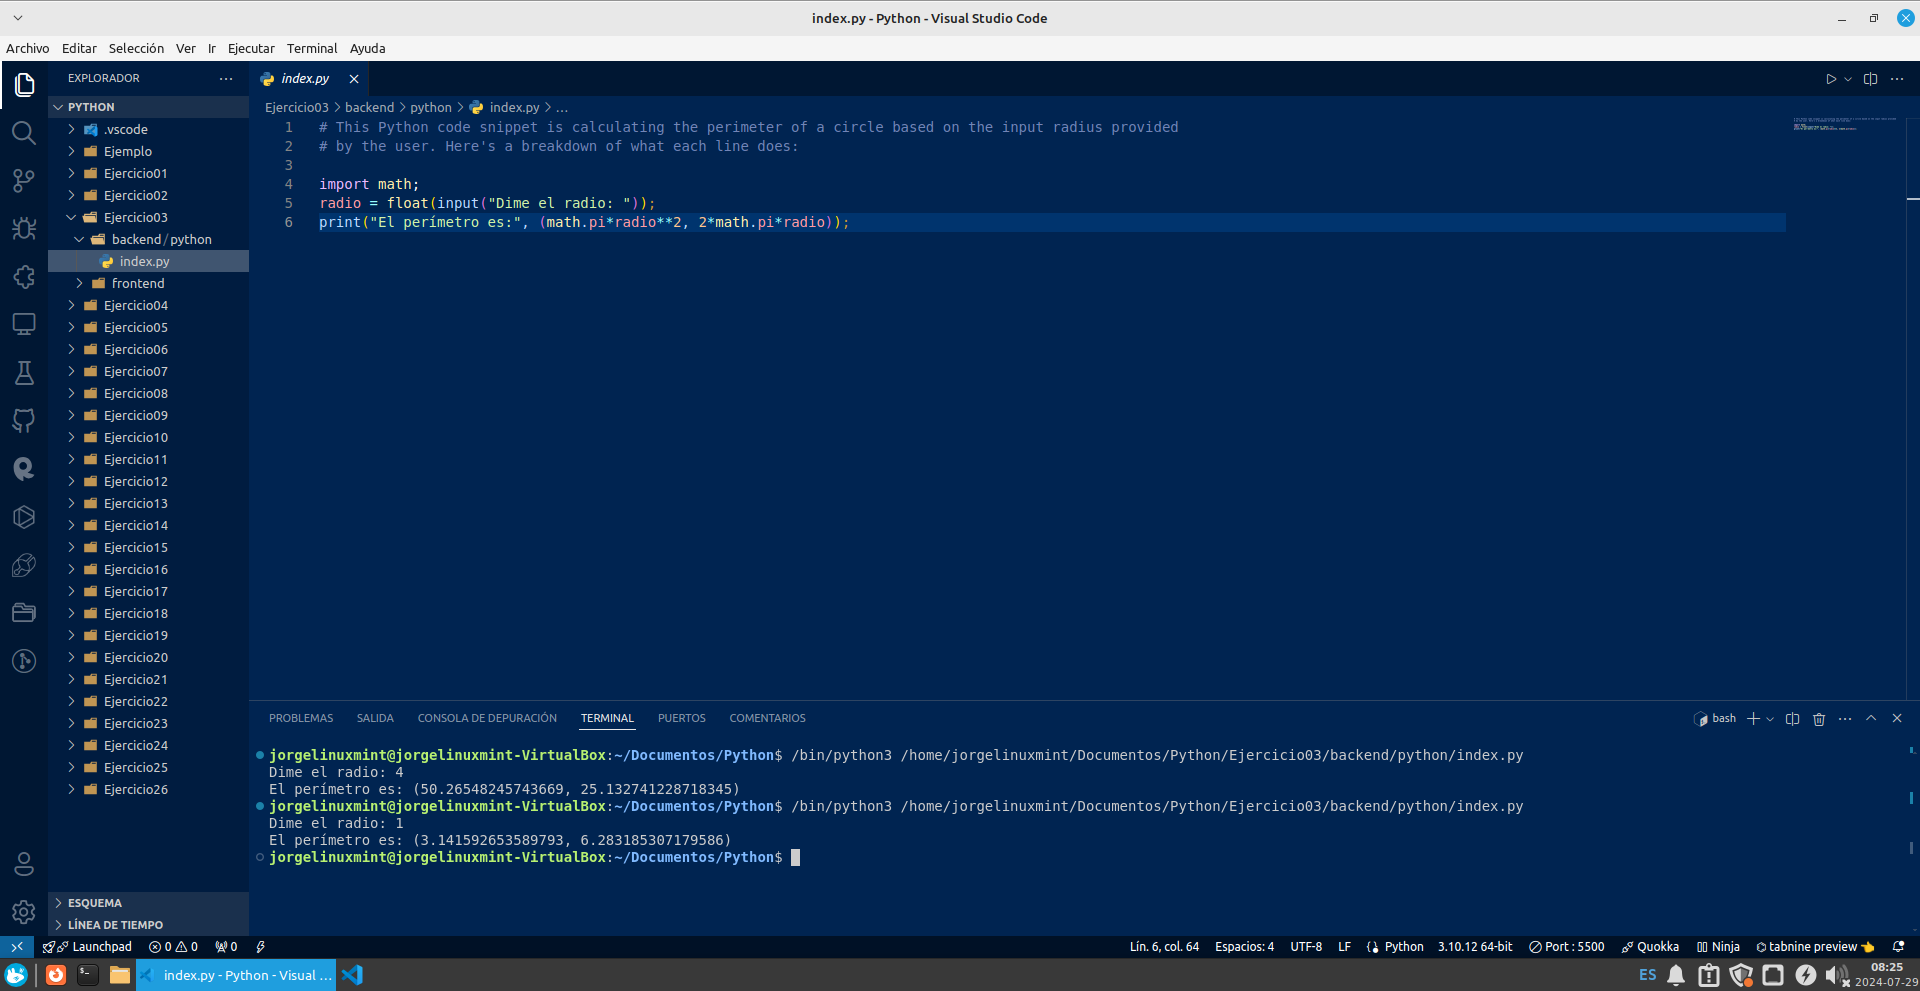 index.py - Python - Visual Studio Code
Archivo Editar Selección Ver Ir Ejecutar Terminal Ayuda
EXPLORADOR
PYTHON
.vscode
Ejemplo
Ejercicio01
Ejercicio02
Ejercicio03
backend/python
index.py
frontend
Ejercicio04
Ejercicio05
Ejercicio06
Ejercicio07
Ejercicio08
Ejercicio09
Ejercicio10
Ejercicio11
Ejercicio12
Ejercicio13
Ejercicio14
Ejercicio15
Ejercicio16
Ejercicio17
Ejercicio18
Ejercicio19
Ejercicio20
Ejercicio21
Ejercicio22
Ejercicio23
Ejercicio24
Ejercicio25
Ejercicio26
ESQUEMA
LÍNEA DE TIEMPO
index.py
Ejercicio03 > backend > python > index.py > ...
1 # This Python code snippet is calculating the perimeter of a circle based on the input radius provided
2 # by the user. Here's a breakdown of what each line does:
3
4 import math;
5 radio = float(input("Dime el radio: "));
6 print("El perímetro es:", (math.pi*radio**2, 2*math.pi*radio));
PROBLEMAS SALIDA CONSOLA DE DEPURACIÓN TERMINAL PUERTOS COMENTARIOS
bash
jorgelinuxmint@jorgelinuxmint-VirtualBox:~/Documentos/Python$ /bin/python3 /home/jorgelinuxmint/Documentos/Python/Ejercicio03/backend/python/index.py
Dime el radio: 4
El perímetro es: (50.26548245743669, 25.132741228718345)
jorgelinuxmint@jorgelinuxmint-VirtualBox:~/Documentos/Python$ /bin/python3 /home/jorgelinuxmint/Documentos/Python/Ejercicio03/backend/python/index.py
Dime el radio: 1
El perímetro es: (3.141592653589793, 6.283185307179586)
jorgelinuxmint@jorgelinuxmint-VirtualBox:~/Documentos/Python$
Launchpad 0 0 0 Lín. 6, col. 64 Espacios: 4 UTF-8 LF Python 3.10.12 64-bit Port : 5500 Quokka Ninja tabnine preview
index.py - Python - Visual ... ES 08:25
2024-07-29